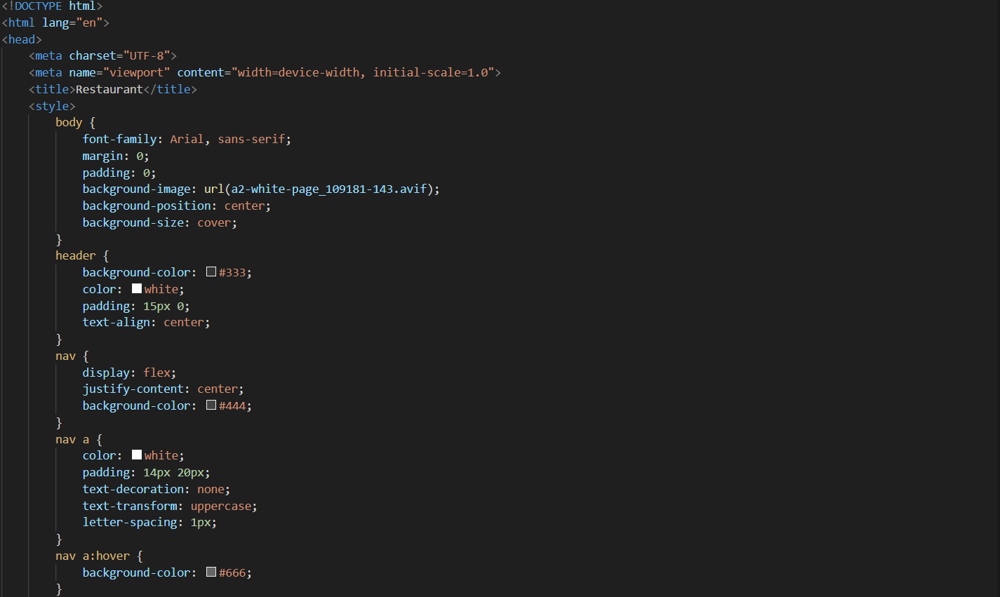 <!DOCTYPE html>
<html lang="en">
<head>
    <meta charset="UTF-8">
    <meta name="viewport" content="width=device-width, initial-scale=1.0">
    <title>Restaurant</title>
    <style>
        body {
            font-family: Arial, sans-serif;
            margin: 0;
            padding: 0;
            background-image: url(a2-white-page_109181-143.avif);
            background-position: center;
            background-size: cover;
        }
        header {
            background-color: #333;
            color: white;
            padding: 15px 0;
            text-align: center;
        }
        nav {
            display: flex;
            justify-content: center;
            background-color: #444;
        }
        nav a {
            color: white;
            padding: 14px 20px;
            text-decoration: none;
            text-transform: uppercase;
            letter-spacing: 1px;
        }
        nav a:hover {
            background-color: #666;
        }